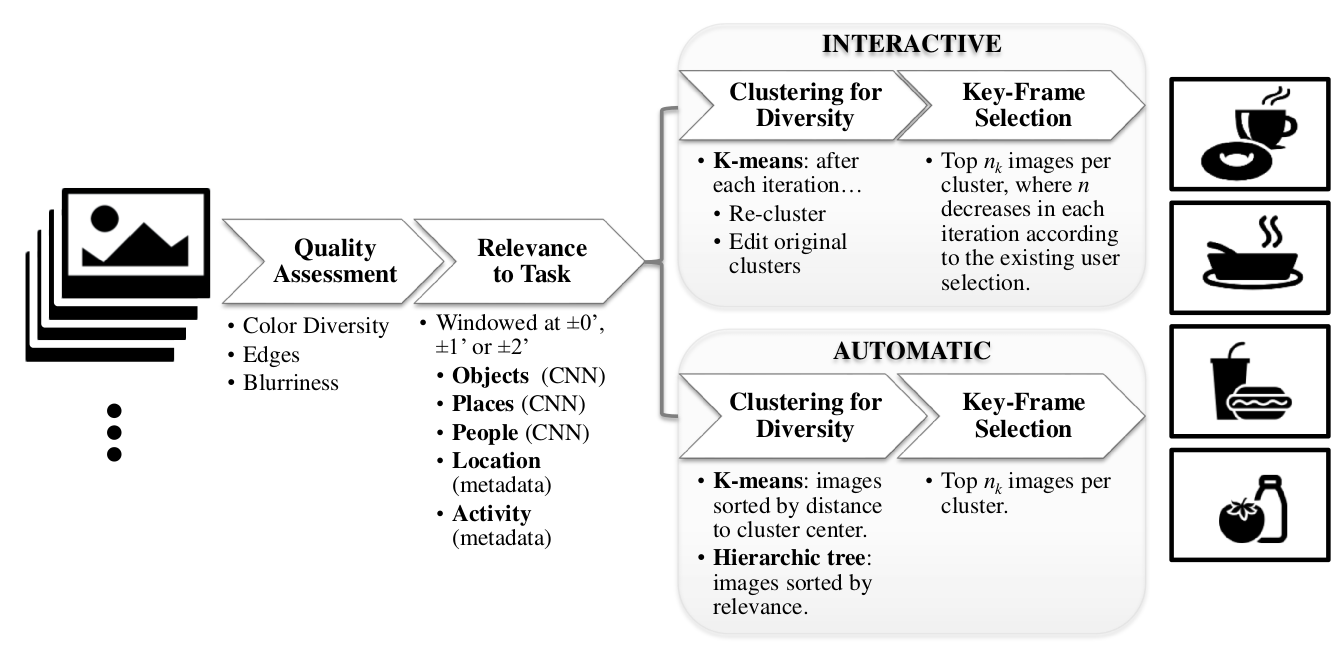 Quality
Assessment
• Color Diversity
• Edges
• Blurriness
Relevance
to Task
• Windowed at ±0’,
±1’ or ±2’
• Objects (CNN)
• Places (CNN)
• People (CNN)
• Location
(metadata)
• Activity
(metadata)
INTERACTIVE
Clustering for
Diversity
• K-means: after
each iteration…
• Re-cluster
• Edit original
clusters
Key-Frame
Selection
• Top nk images per
cluster, where n
decreases in each
iteration according
to the existing user
selection.
AUTOMATIC
Clustering for
Diversity
• K-means: images
sorted by distance
to cluster center.
• Hierarchic tree:
images sorted by
relevance.
Key-Frame
Selection
• Top nk images per
cluster.